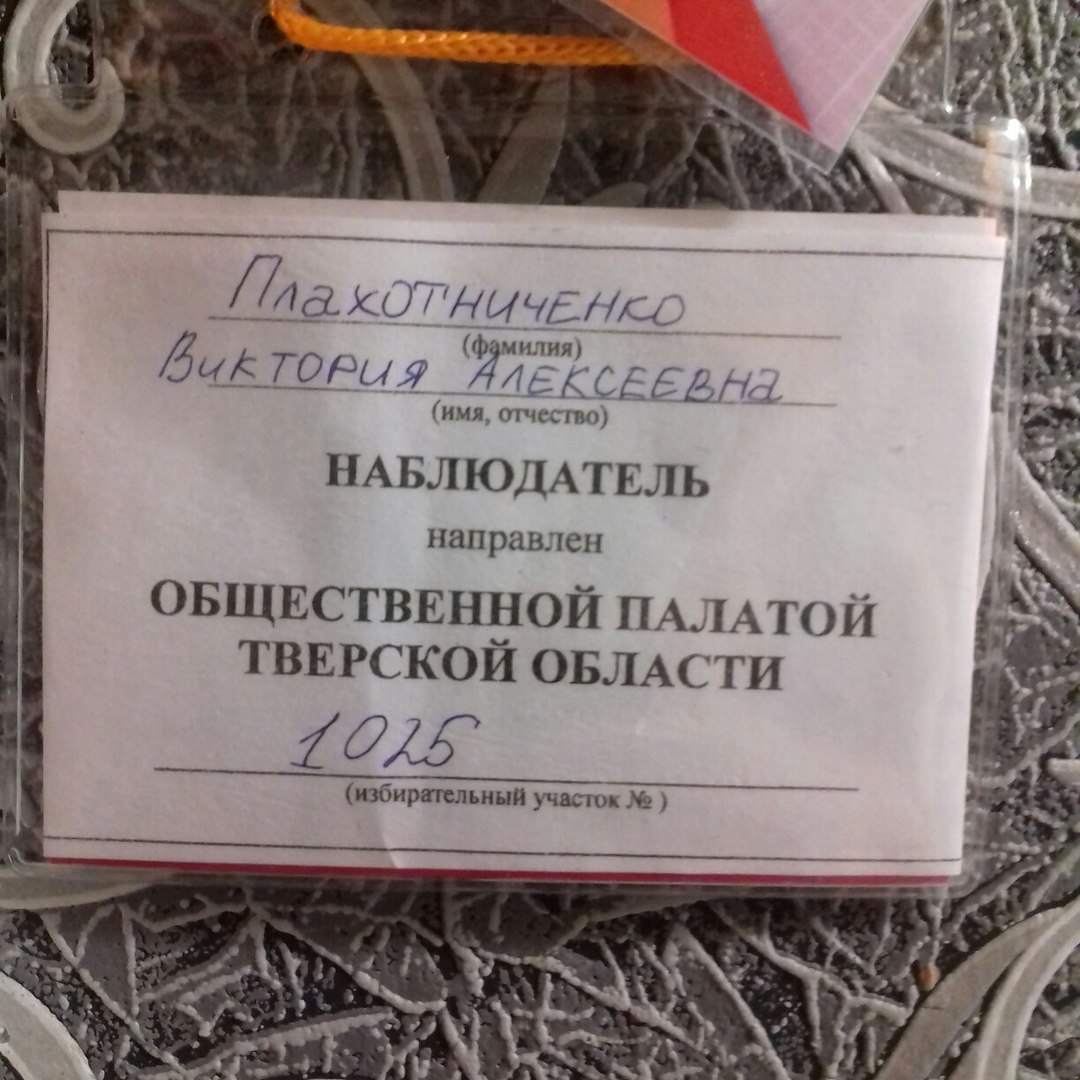 Плахотниченко
(фамилия)
Виктория Алексеевна
(имя, отчество)
НАБЛЮДАТЕЛЬ
направлен
ОБЩЕСТВЕННОЙ ПАЛАТОЙ
ТВЕРСКОЙ ОБЛАСТИ
1025
(избирательный участок № )